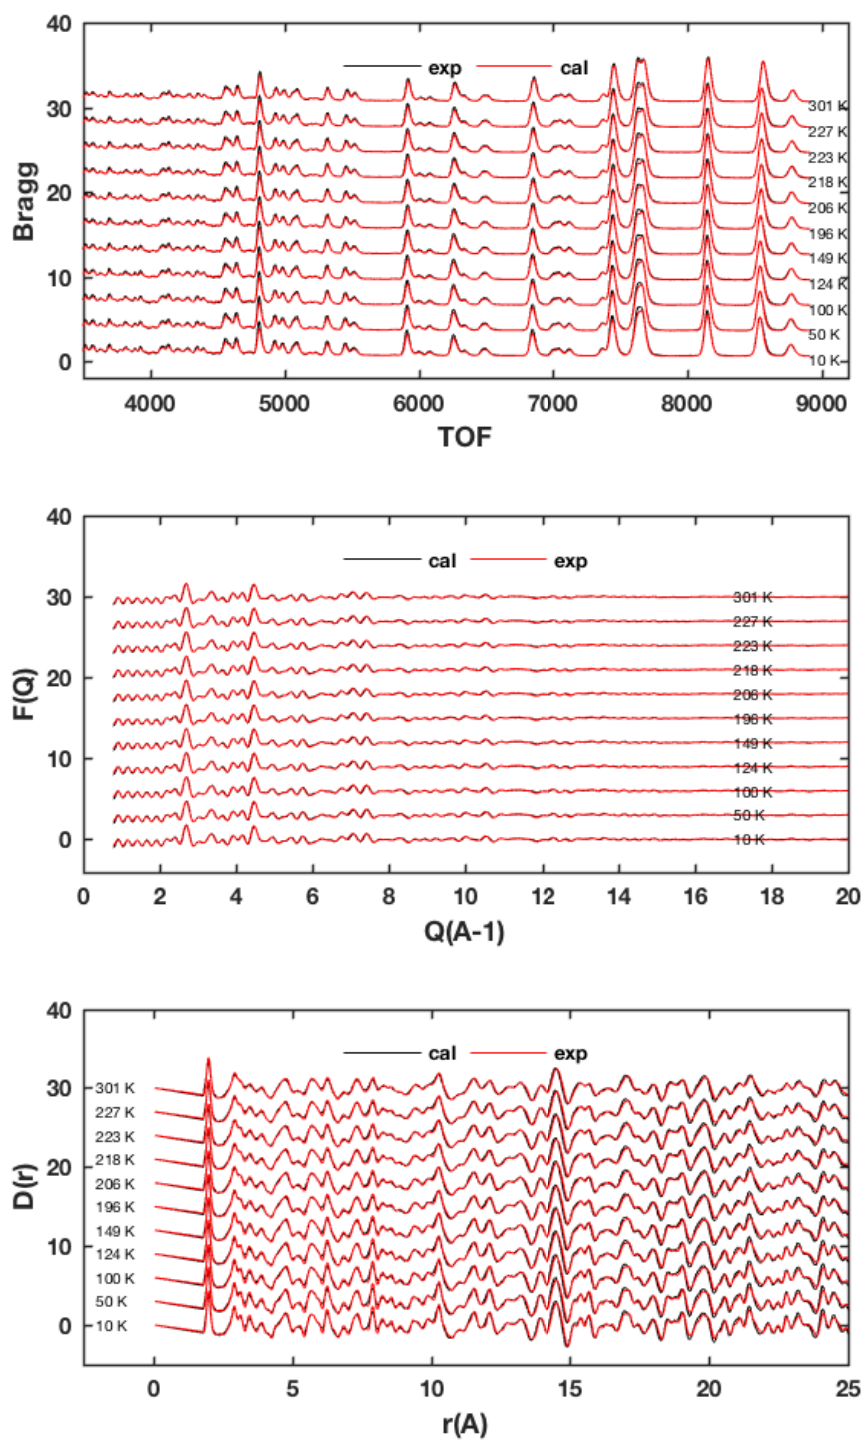 40
exp cal
30
20
10
0
Bragg
301 K
227 K
223 K
218 K
206 K
196 K
149 K
124 K
100 K
50 K
10 K
4000 5000 6000 7000 8000 9000
TOF
40
cal exp
30
20
10
0
F(Q)
301 K
227 K
223 K
218 K
206 K
196 K
149 K
124 K
100 K
50 K
10 K
0 2 4 6 8 10 12 14 16 18 20
Q(A-1)
40
cal exp
30
20
10
0
D(r)
301 K
227 K
223 K
218 K
206 K
196 K
149 K
124 K
100 K
50 K
10 K
0 5 10 15 20 25
r(A)